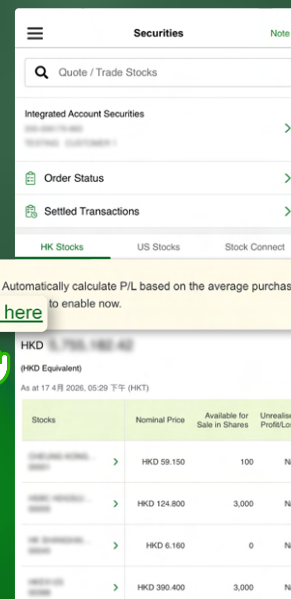 Securities
Note
Quote / Trade Stocks
Integrated Account Securities
Order Status
Settled Transactions
HK Stocks US Stocks Stock Connect
Automatically calculate P/L based on the average purchas
here to enable now.
HKD
(HKD Equivalent)
As at 17 4月 2026, 05:29 下午 (HKT)
Stocks Nominal Price Available for Sale in Shares Unrealise Profit/Los
HKD 59.150 100 N
HKD 124.800 3,000 N
HKD 6.160 0 N
HKD 390.400 3,000 N